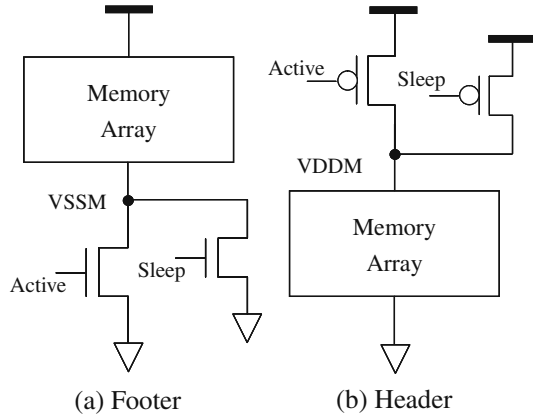 Memory
Array
VSSM
Active
Sleep
(a) Footer
Active
Sleep
VDDM
Memory
Array
(b) Header